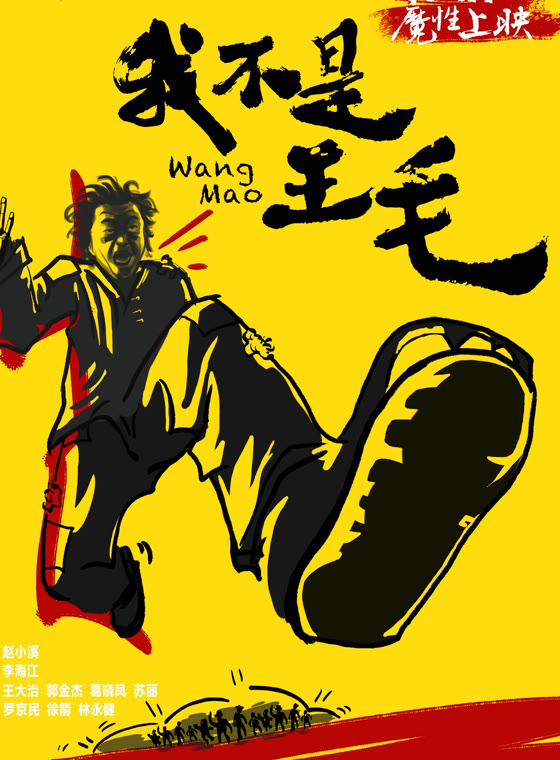 魔性上映
我不是
王毛
Wang
Mao
赵小溪
李海江
王大治 郭金杰 葛晓凤 苏丽
罗京民 徐箭 林永健